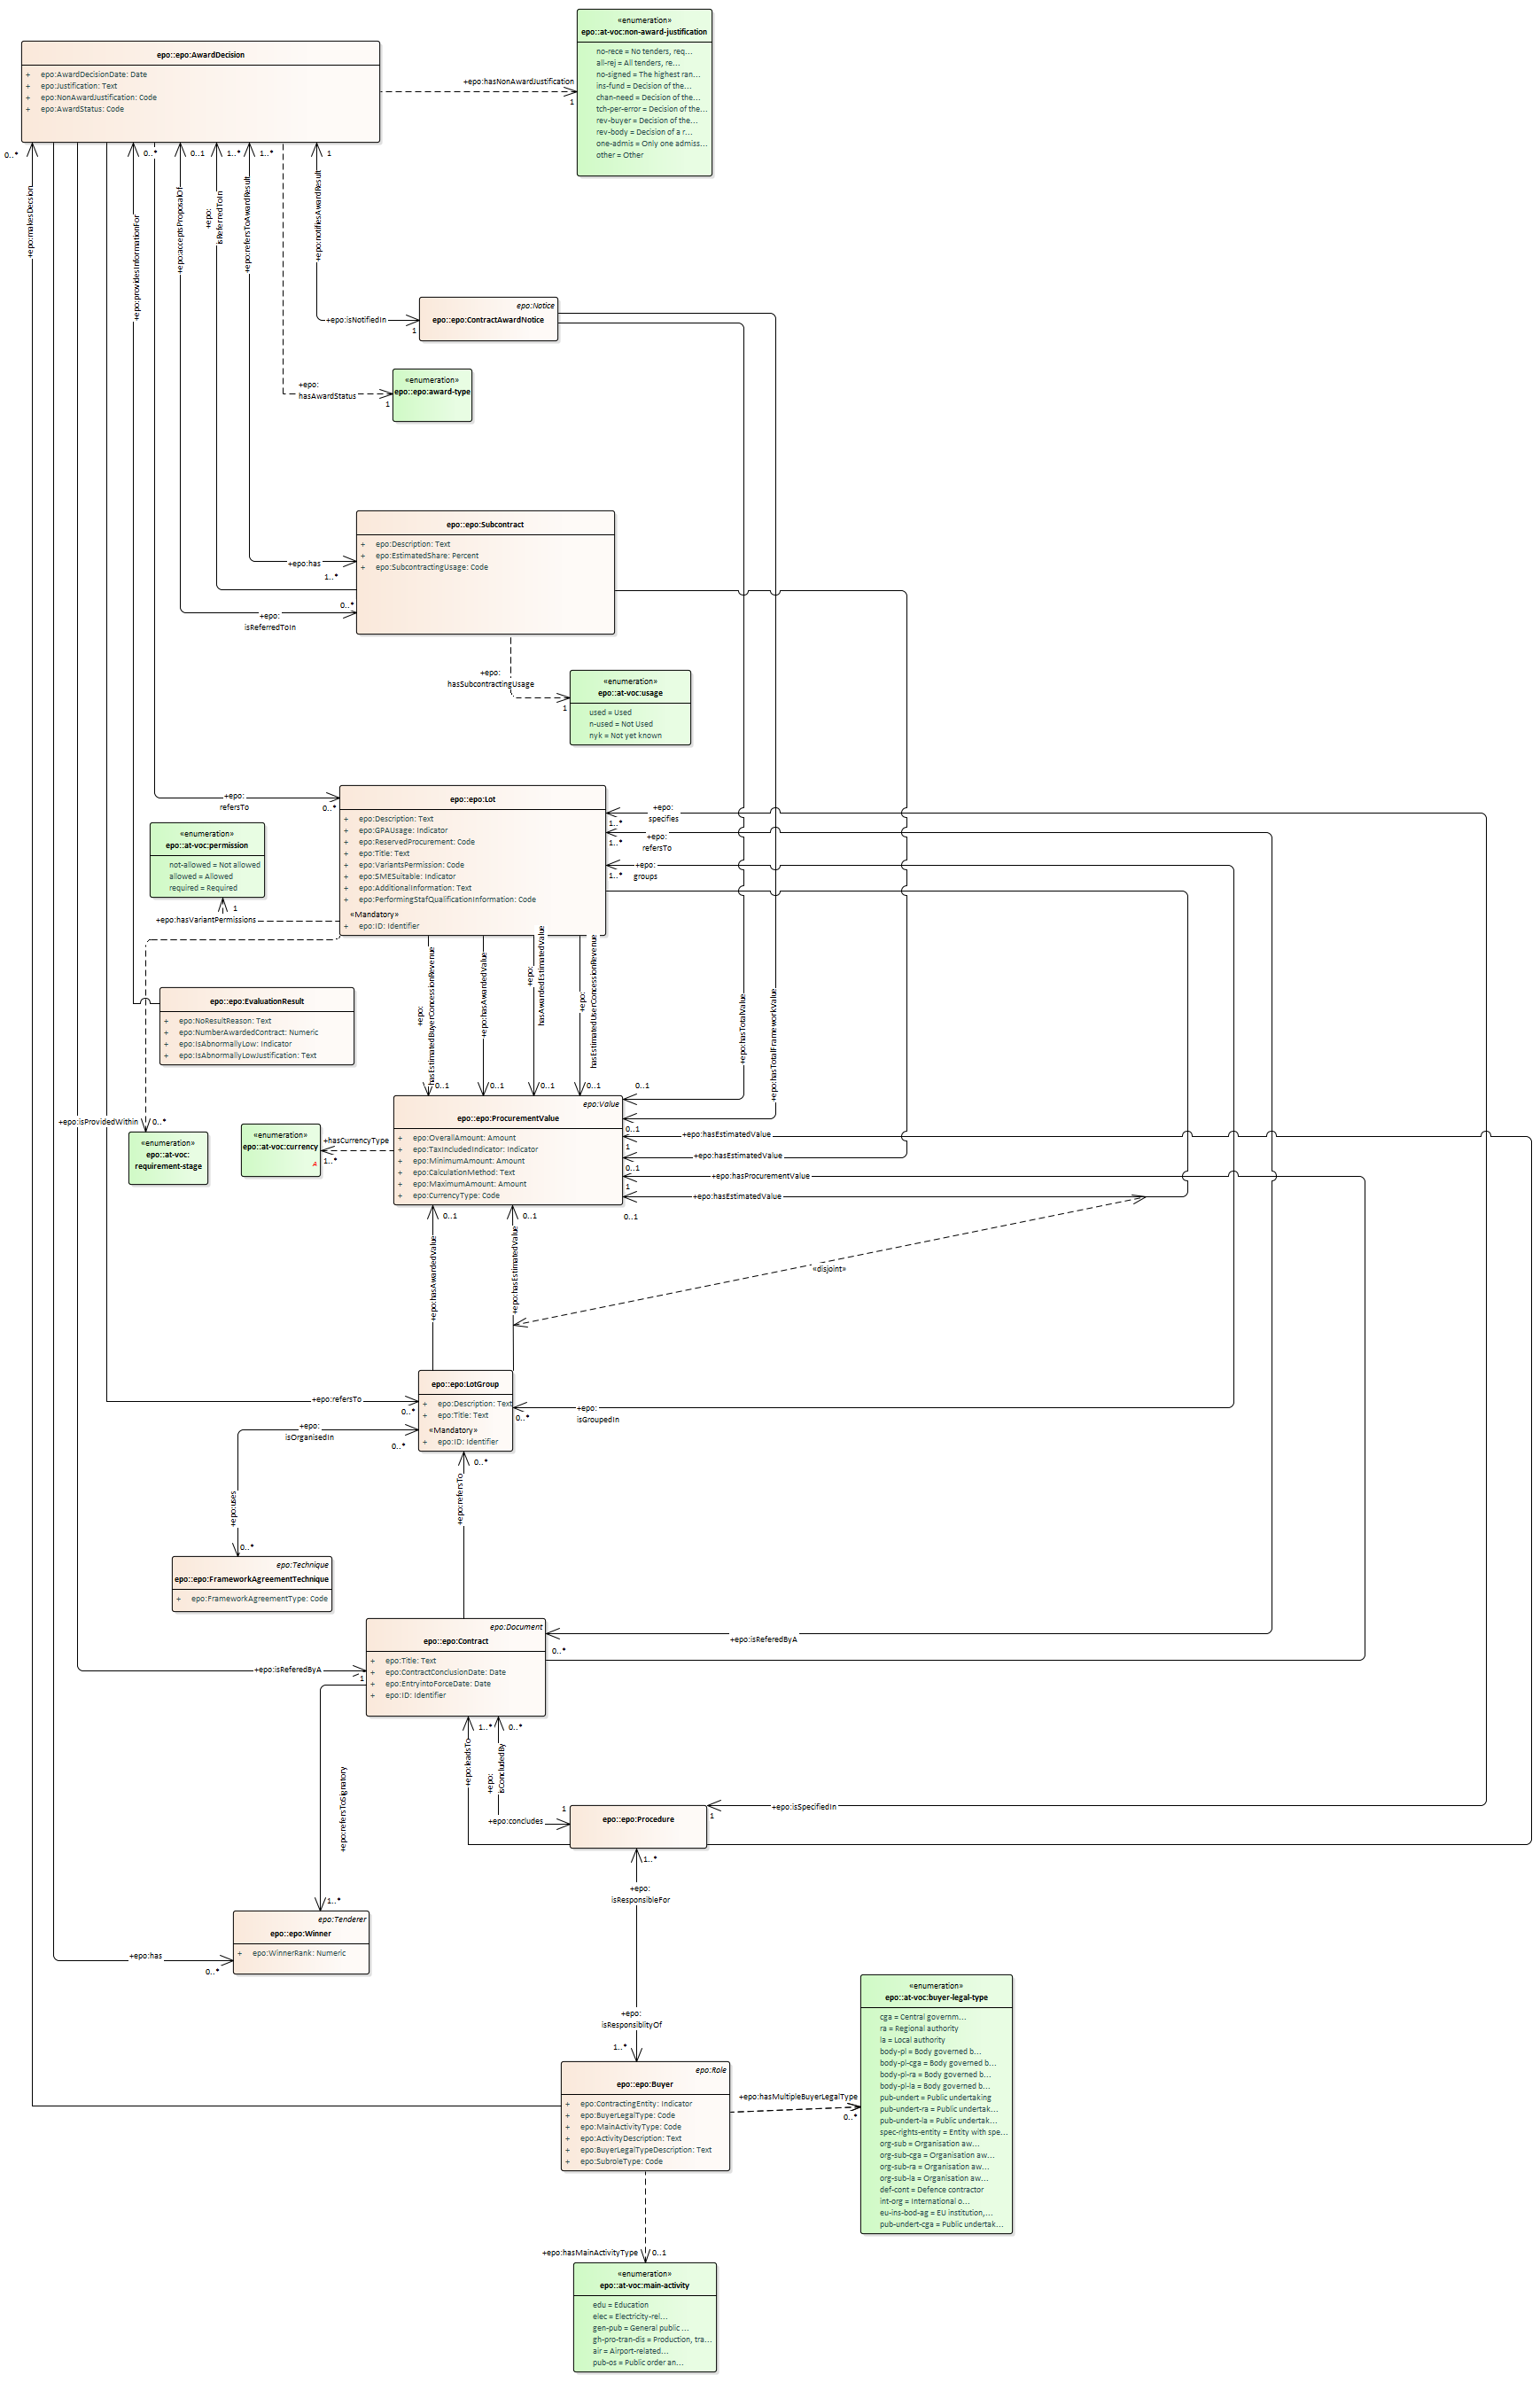 «enumeration»
epo::at-voc:non-award-justification
no-rece = No tenders, req...
all-rej = All tenders, re...
no-signed = The highest ran...
ins-fund = Decision of the...
chan-need = Decision of the...
tch-per-error = Decision of the...
rev-buyer = Decision of the...
rev-body = Decision of a r...
one-admis = Only one admiss...
other = Other
epo::epo:AwardDecision
+ epo:AwardDecisionDate: Date
+ epo:Justification: Text
+ epo:NonAwardJustification: Code
+ epo:AwardStatus: Code
+epo:hasNonAwardJustification
1
0..*
0..*
0..1
1..*
1..*
1
+epo:makesDecsion
+epo:providesInformationFor
+epo:acceptsProposalOf
+epo:
isReferredToIn
+epo:refersToAwardResult
+epo:notifiesAwardResult
+epo:isNotifiedIn
1
epo:Notice
epo::epo:ContractAwardNotice
«enumeration»
epo::epo:award-type
+epo:
hasAwardStatus
1
epo::epo:Subcontract
+ epo:Description: Text
+ epo:EstimatedShare: Percent
+ epo:SubcontractingUsage: Code
+epo:has
1..*
0..*
+epo:
isReferredToIn
+epo:
hasSubcontractingUsage
1
«enumeration»
epo::at-voc:usage
used = Used
n-used = Not Used
nyk = Not yet known
+epo:
refersTo
0..*
epo::epo:Lot
+ epo:Description: Text
+ epo:GPAUsage: Indicator
+ epo:ReservedProcurement: Code
+ epo:Title: Text
+ epo:VariantsPermission: Code
+ epo:SMESuitable: Indicator
+ epo:AdditionalInformation: Text
+ epo:PerformingStafQualificationInformation: Code
«Mandatory»
+ epo:ID: Identifier
+epo:
specifies
1..*
+epo:
refersTo
1..*
+epo:
groups
1..*
«enumeration»
epo::at-voc:permission
not-allowed = Not allowed
allowed = Allowed
required = Required
1
+epo:hasVariantPermissions
epo::epo:EvaluationResult
+ epo:NoResultReason: Text
+ epo:NumberAwardedContract: Numeric
+ epo:IsAbnormallyLow: Indicator
+ epo:IsAbnormallyLowJustification: Text
+epo:
hasEstimatedBuyerConcessionRevenue
+epo:hasAwardedValue
+epo:
hasAwardedEstimatedValue
+epo:
hasEstimatedUserConcessionRevenue
+epo:hasTotalValue
+epo:hasTotalFrameworkValue
0..1
0..1
0..1
0..1
0..1
+epo:isProvidedWithin
0..*
«enumeration»
epo::at-voc:
requirement-stage
«enumeration»
epo::at-voc:currency
A
+hasCurrencyType
1..*
epo:Value
epo::epo:ProcurementValue
+ epo:OverallAmount: Amount
+ epo:TaxIncludedIndicator: Indicator
+ epo:MinimumAmount: Amount
+ epo:CalculationMethod: Text
+ epo:MaximumAmount: Amount
+ epo:CurrencyType: Code
0..1
+epo:hasEstimatedValue
1
+epo:hasEstimatedValue
0..1
+epo:hasProcurementValue
1
+epo:hasEstimatedValue
0..1
0..1
0..1
+epo:hasAwardedValue
+epo:hasEstimatedValue
«disjoint»
epo::epo:LotGroup
+ epo:Description: Text
+ epo:Title: Text
«Mandatory»
+ epo:ID: Identifier
+epo:refersTo
0..*
0..*
+epo:
isGroupedIn
+epo:
isOrganisedIn
0..*
0..*
+epo:uses
0..*
+epo:refersTo
epo:Technique
epo::epo:FrameworkAgreementTechnique
+ epo:FrameworkAgreementType: Code
epo:Document
epo::epo:Contract
+ epo:Title: Text
+ epo:ContractConclusionDate: Date
+ epo:EntryintoForceDate: Date
+ epo:ID: Identifier
+epo:isReferedByA
0..*
+epo:isReferedByA
1
1..*
0..*
+epo:leadsTo
+epo:
isConcludedBy
+epo:refersToSignatory
1
+epo:concludes
epo::epo:Procedure
+epo:isSpecifiedIn
1
1..*
+epo:
isResponsibleFor
1..*
epo:Tenderer
epo::epo:Winner
+ epo:WinnerRank: Numeric
+epo:has
0..*
+epo:
isResponsiblityOf
1..*
epo:Role
epo::epo:Buyer
+ epo:ContractingEntity: Indicator
+ epo:BuyerLegalType: Code
+ epo:MainActivityType: Code
+ epo:ActivityDescription: Text
+ epo:BuyerLegalTypeDescription: Text
+ epo:SubroleType: Code
+epo:hasMultipleBuyerLegalType
0..*
«enumeration»
epo::at-voc:buyer-legal-type
cga = Central governm...
ra = Regional authority
la = Local authority
body-pl = Body governed b...
body-pl-cga = Body governed b...
body-pl-ra = Body governed b...
body-pl-la = Body governed b...
pub-undert = Public undertaking
pub-undert-ra = Public undertak...
pub-undert-la = Public undertak...
spec-rights-entity = Entity with spe...
org-sub = Organisation aw...
org-sub-cga = Organisation aw...
org-sub-ra = Organisation aw...
org-sub-la = Organisation aw...
def-cont = Defence contractor
int-org = International o...
eu-ins-bod-ag = EU institution,...
pub-undert-cga = Public undertak...
+epo:hasMainActivityType
0..1
«enumeration»
epo::at-voc:main-activity
edu = Education
elec = Electricity-rel...
gen-pub = General public ...
gh-pro-tran-dis = Production, tra...
air = Airport-related...
pub-os = Public order an...